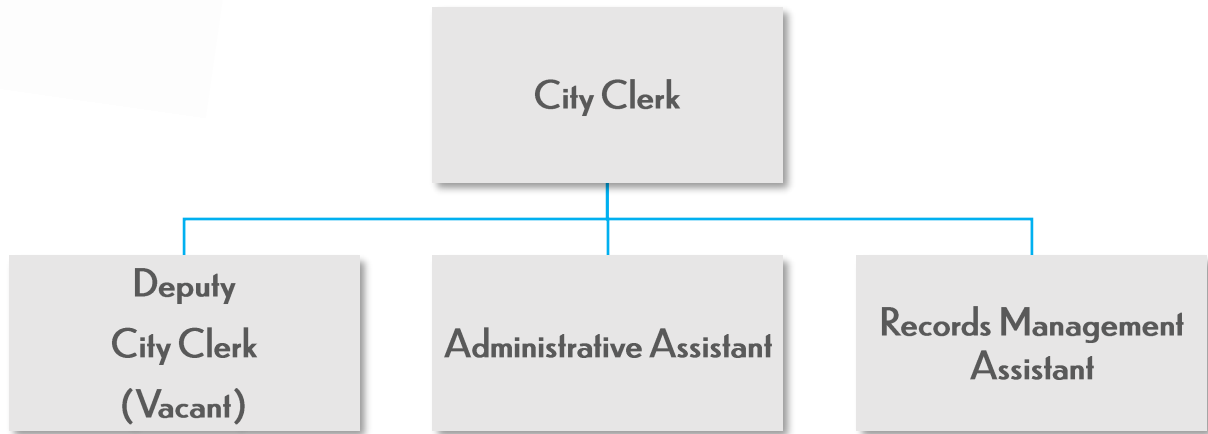 City Clerk
Deputy
City Clerk
(Vacant)
Administrative Assistant
Records Management
Assistant